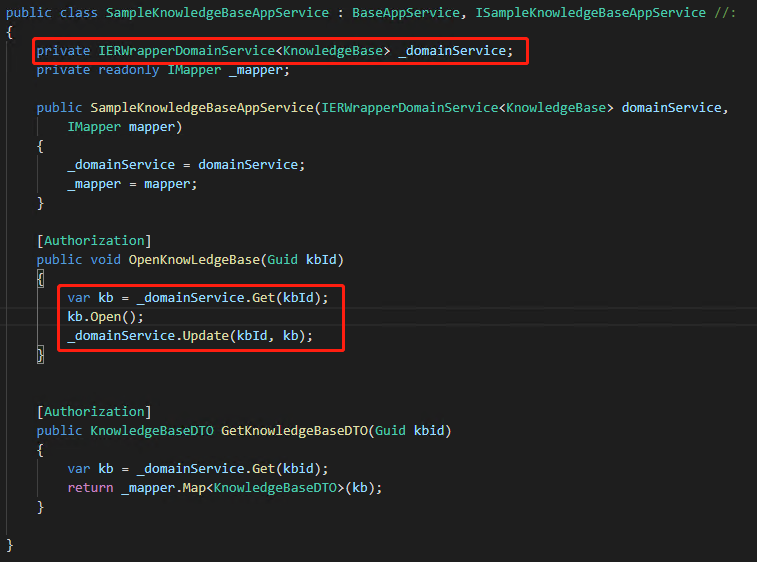 public class SampleKnowledgeBaseAppService : BaseAppService, ISampleKnowledgeBaseAppService //:
{
private IERWrapperDomainService<KnowledgeBase> _domainService;
private readonly IMapper _mapper;
public SampleKnowledgeBaseAppService(IERWrapperDomainService<KnowledgeBase> domainService,
IMapper mapper)
{
_domainService = domainService;
_mapper = mapper;
}
[Authorization]
public void OpenKnowLedgeBase(Guid kbId)
{
var kb = _domainService.Get(kbId);
kb.Open();
_domainService.Update(kbId, kb);
}
[Authorization]
public KnowledgeBaseDTO GetKnowledgeBaseDTO(Guid kbid)
{
var kb = _domainService.Get(kbid);
return _mapper.Map<KnowledgeBaseDTO>(kb);
}
}